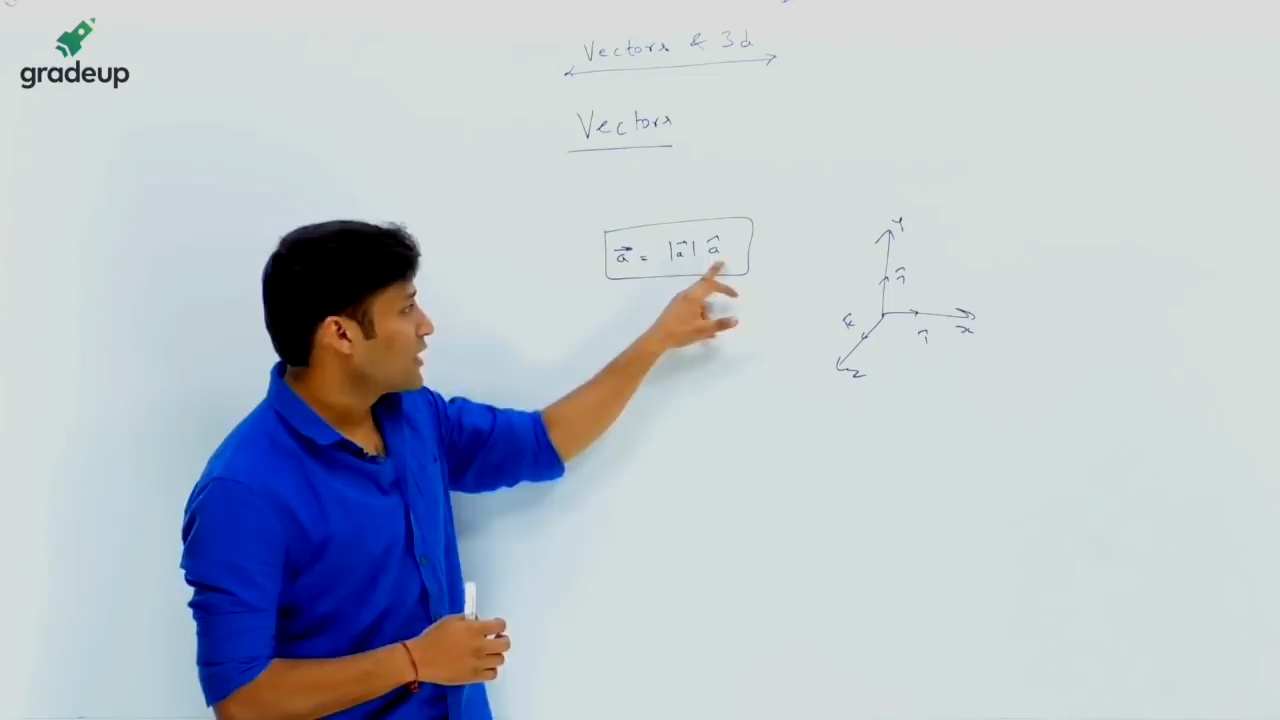 gradeup
Vectors & 3d
Vectors
a⃗ = |a⃗| â
y
ĵ
k̂
î
x
z